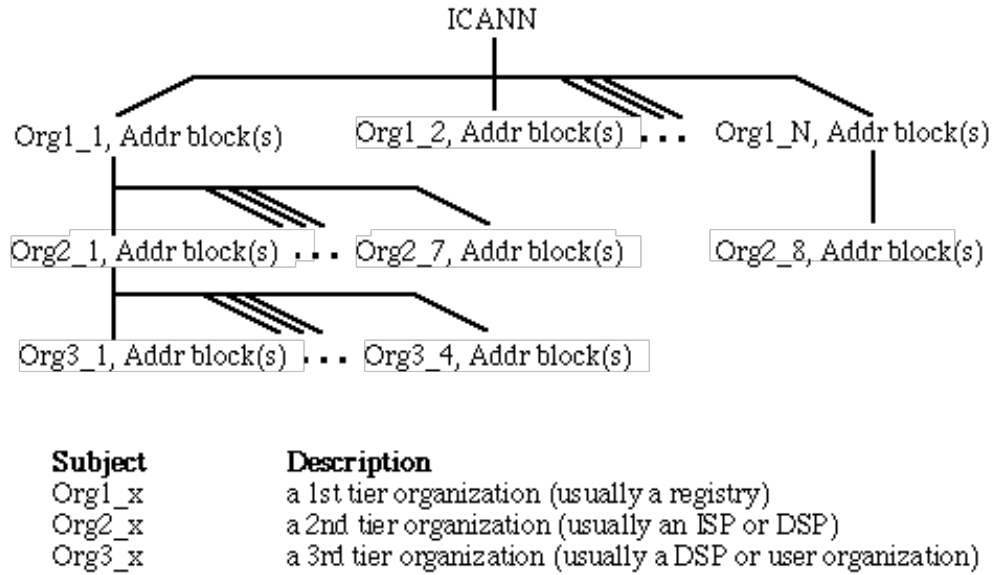 ICANN
Org1_1, Addr block(s) Org1_2, Addr block(s) ... Org1_N, Addr block(s)
Org2_1, Addr block(s) ... Org2_7, Addr block(s) Org2_8, Addr block(s)
Org3_1, Addr block(s) ... Org3_4, Addr block(s)
Subject Description
Org1_x a 1st tier organization (usually a registry)
Org2_x a 2nd tier organization (usually an ISP or DSP)
Org3_x a 3rd tier organization (usually a DSP or user organization)